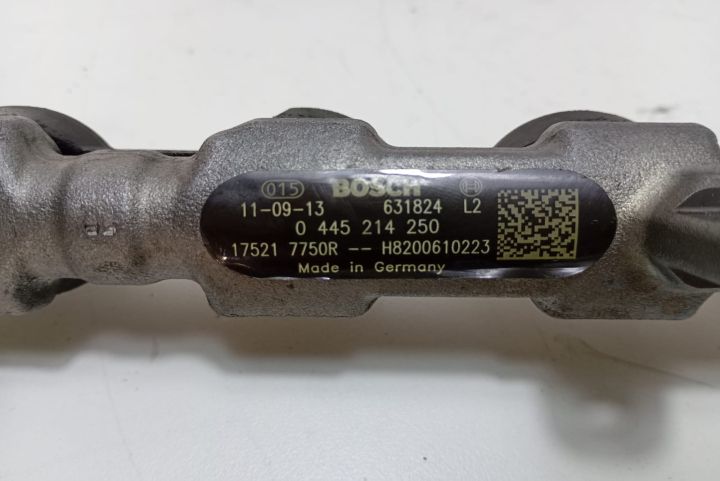 015 BOSCH
11-09-13 631824 L2
0 445 214 250
17521 7750R -- H8200610223
Made in Germany